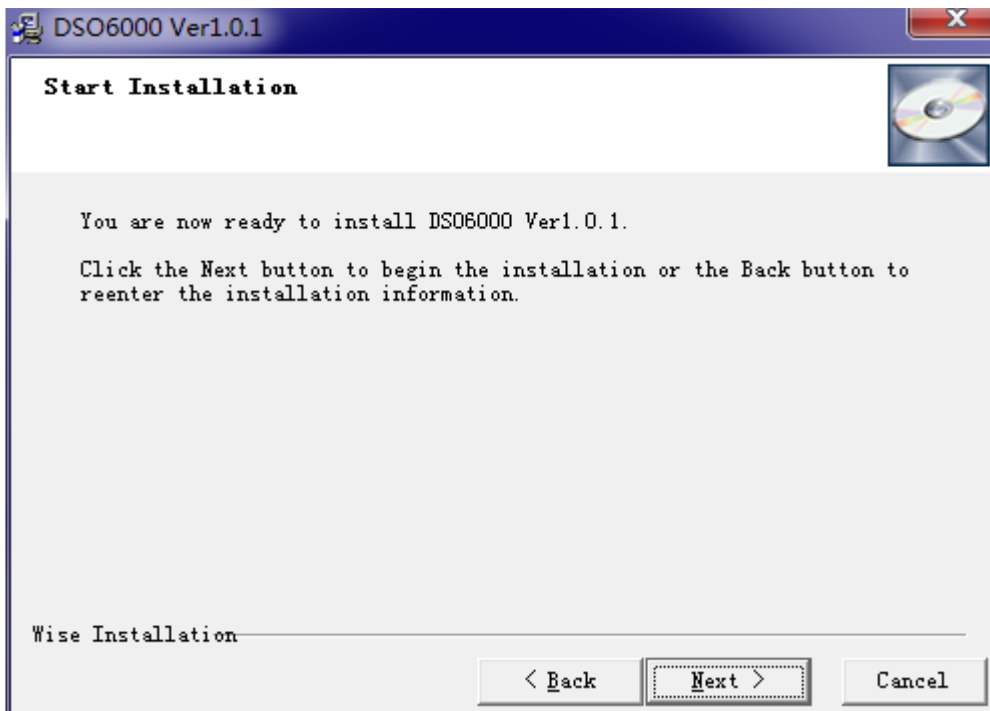 DSO6000 Ver1.0.1
X
Start Installation
You are now ready to install DSO6000 Ver1.0.1.
Click the Next button to begin the installation or the Back button to
reenter the installation information.
Wise Installation
< Back
Next >
Cancel